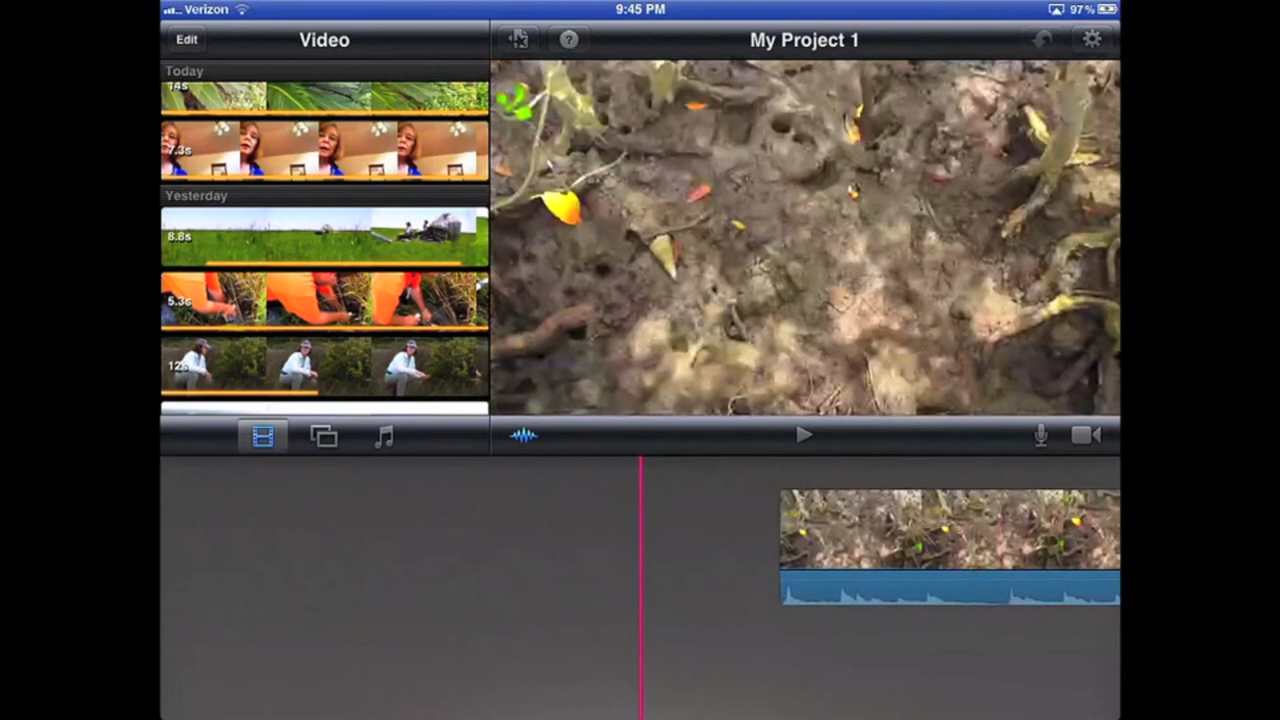 Verizon 9:45 PM 97%
Edit Video My Project 1
Today
14s
7.3s
Yesterday
8.8s
5.3s
12s